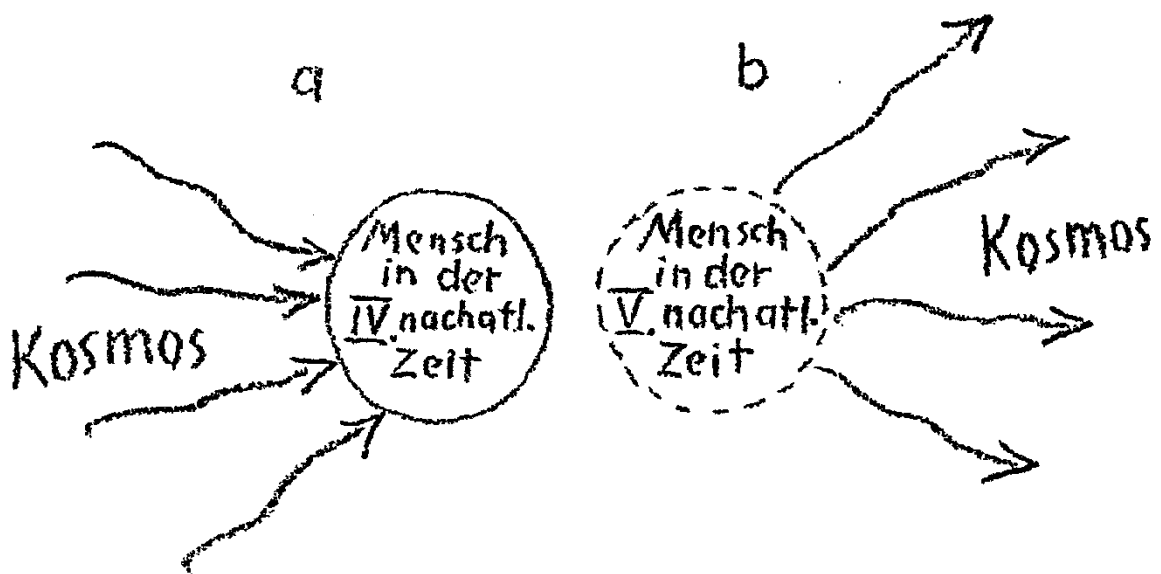 a
Mensch
in der
IV. nachatl.
Zeit
Kosmos
b
Mensch
in der
V. nachatl.
Zeit
Kosmos